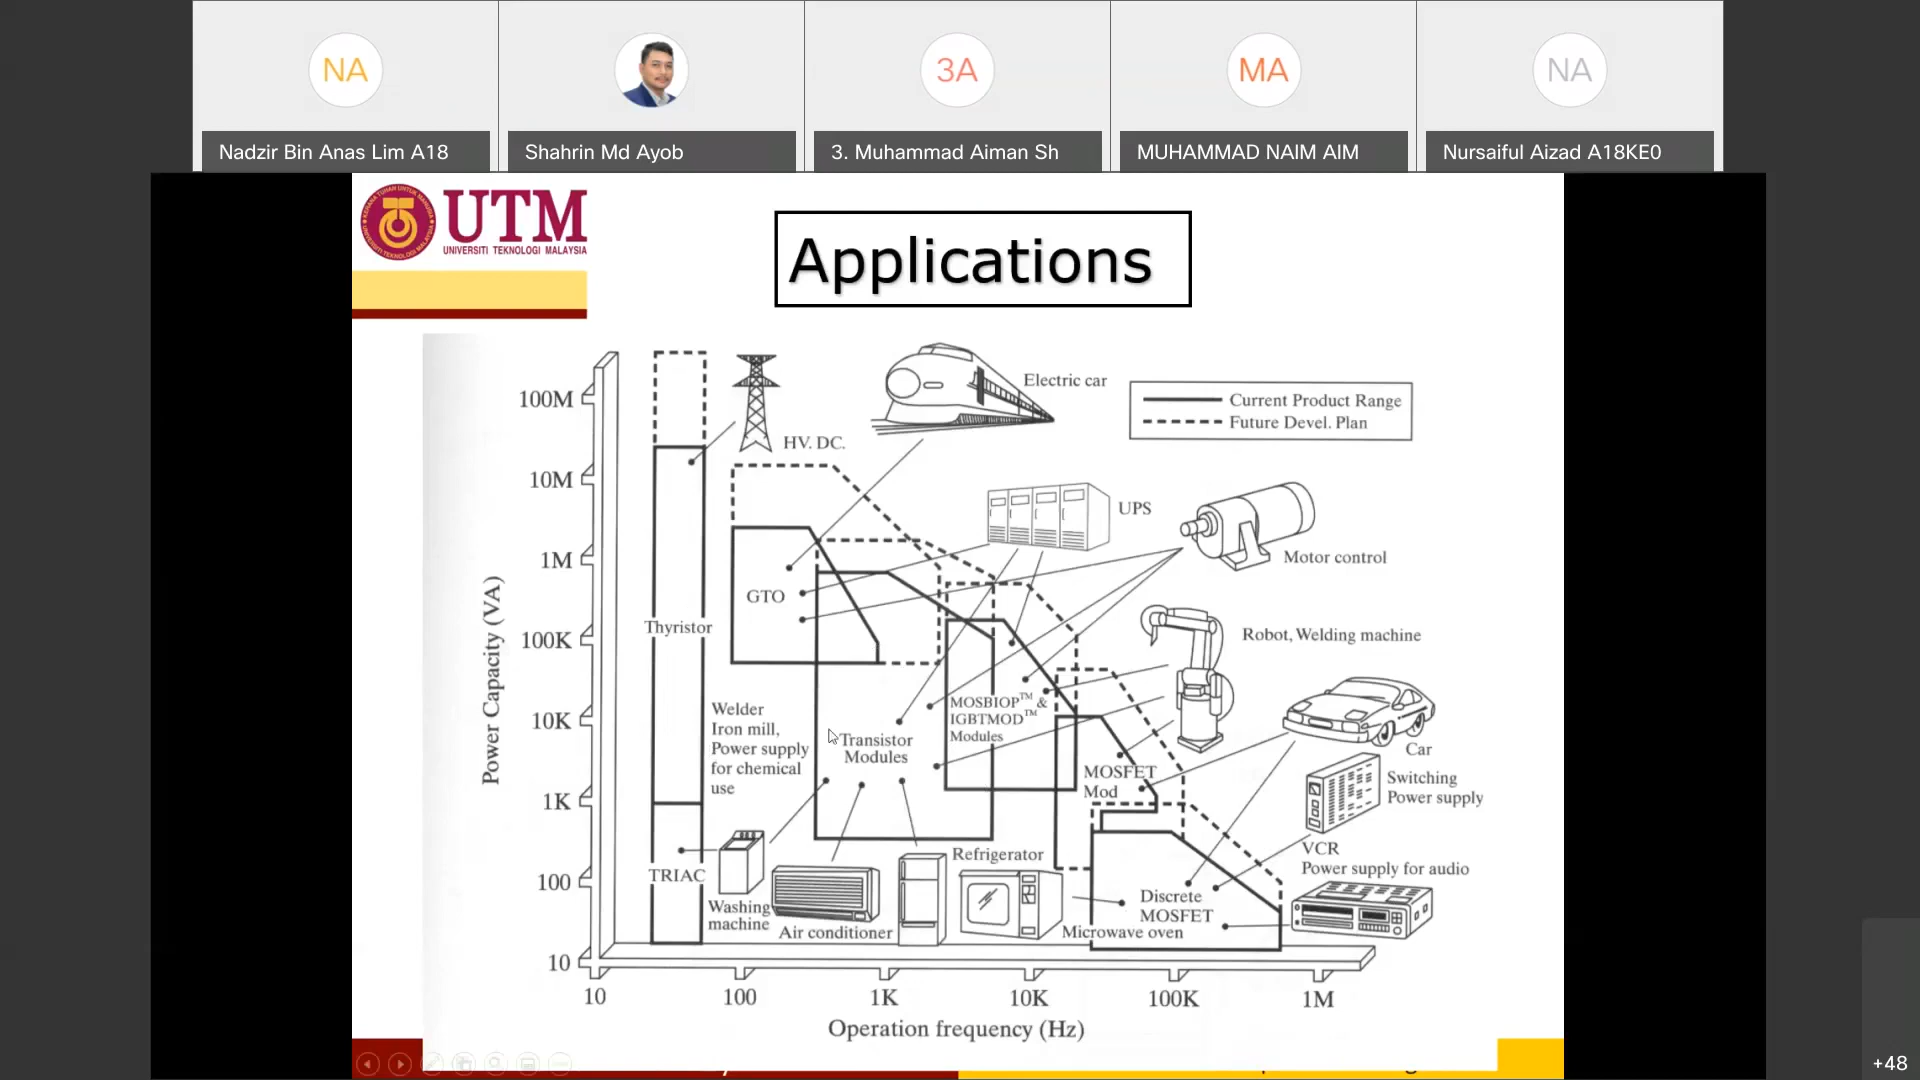 NA
3A
MA
NA
Nadzir Bin Anas Lim A18
Shahrin Md Ayob
3. Muhammad Aiman Sh
MUHAMMAD NAIM AIM
Nursaiful Aizad A18KE0
UTM
UNIVERSITI TEKNOLOGI MALAYSIA
Applications
Electric car
Current Product Range
Future Devel. Plan
HV. DC.
UPS
Motor control
GTO
Thyristor
Robot, Welding machine
MOSBIOP™ &
IGBTMOD™
Modules
Welder
Iron mill,
Power supply
for chemical
use
Transistor
Modules
Car
MOSFET
Mod
Switching
Power supply
VCR
Power supply for audio
Refrigerator
TRIAC
Discrete
MOSFET
Washing
machine
Air conditioner
Microwave oven
Power Capacity (VA)
100M
10M
1M
100K
10K
1K
100
10
10
100
1K
10K
100K
1M
Operation frequency (Hz)
+48